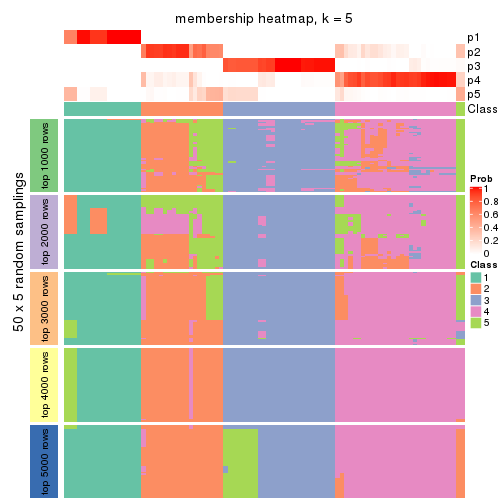 membership heatmap, k = 5
p1
p2
p3
p4
p5
Class
50 x 5 random samplings
top 1000 rows
top 2000 rows
top 3000 rows
top 4000 rows
top 5000 rows
Prob
1
0.8
0.6
0.4
0.2
0
Class
1
2
3
4
5